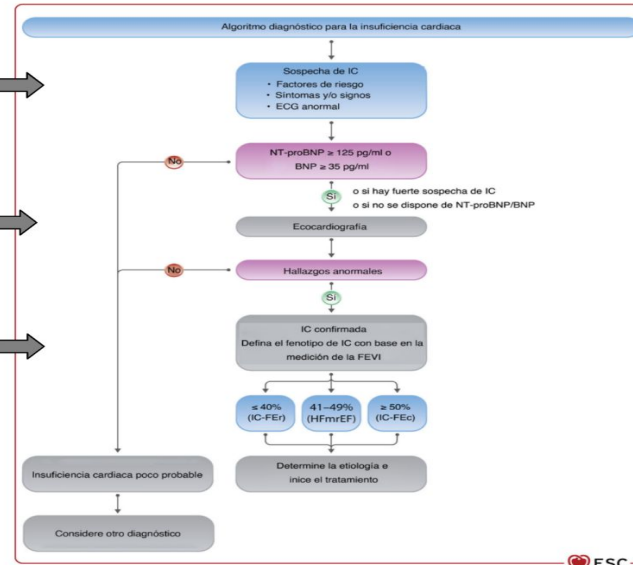 Algoritmo diagnóstico para la insuficiencia cardiaca
Sospecha de IC
• Factores de riesgo
• Síntomas y/o signos
• ECG anormal
NT-proBNP ≥ 125 pg/ml o
BNP ≥ 35 pg/ml
No
Sí
o si hay fuerte sospecha de IC
o si no se dispone de NT-proBNP/BNP
Ecocardiografía
No
Hallazgos anormales
Sí
IC confirmada
Defina el fenotipo de IC con base en la
medición de la FEVI
≤ 40%
(IC-FEr)
41–49%
(HFmrEF)
≥ 50%
(IC-FEc)
Insuficiencia cardiaca poco probable
Determine la etiología e
inice el tratamiento
Considere otro diagnóstico
ESC